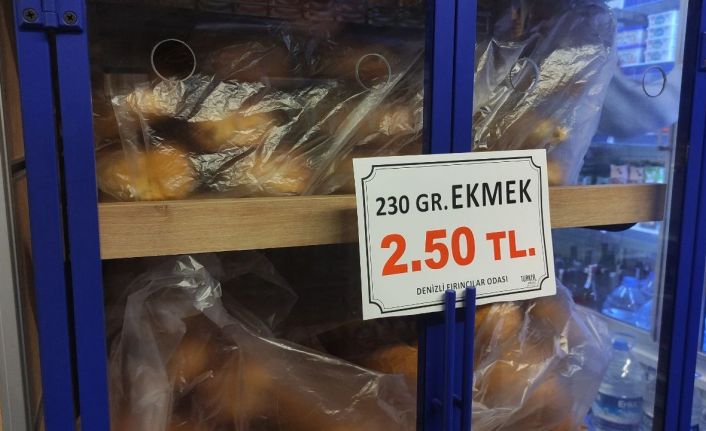 230 GR. EKMEK
2.50 TL.
DENİZLİ FIRINCILAR ODASI